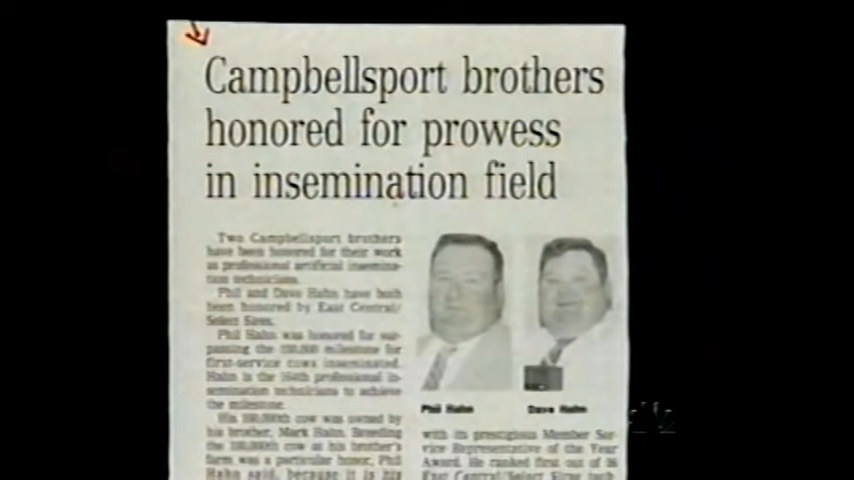 Campbellsport brothers
honored for prowess
in insemination field
Two Campbellsport brothers
have been honored for their work
as professional artificial insemina-
tion technicians.
Phil and Dave Hahn have both
been honored by East Central/
Select Sires.
Phil Hahn was honored for sur-
passing the 100,000 milestone for
first-service cows inseminated.
Hahn is the 164th professional in-
semination technicians to achieve
the milestone.
His 100,000th cow was owned by
his brother, Mark Hahn. Breeding
the 100,000th cow at his brother's
farm was a particular honor, Phil
Hahn said, because it is his
Phil Hahn
Dave Hahn
with its prestigious Member Ser-
vice Representative of the Year
Award. He ranked first out of 86
East Central/Select Sires tech-